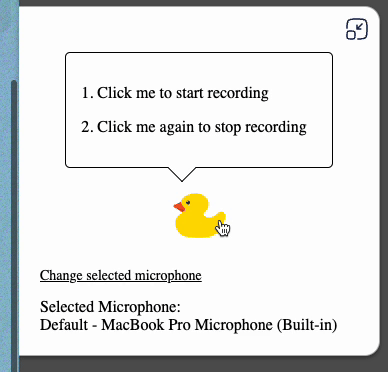 1. Click me to start recording
2. Click me again to stop recording
Change selected microphone
Selected Microphone:
Default - MacBook Pro Microphone (Built-in)